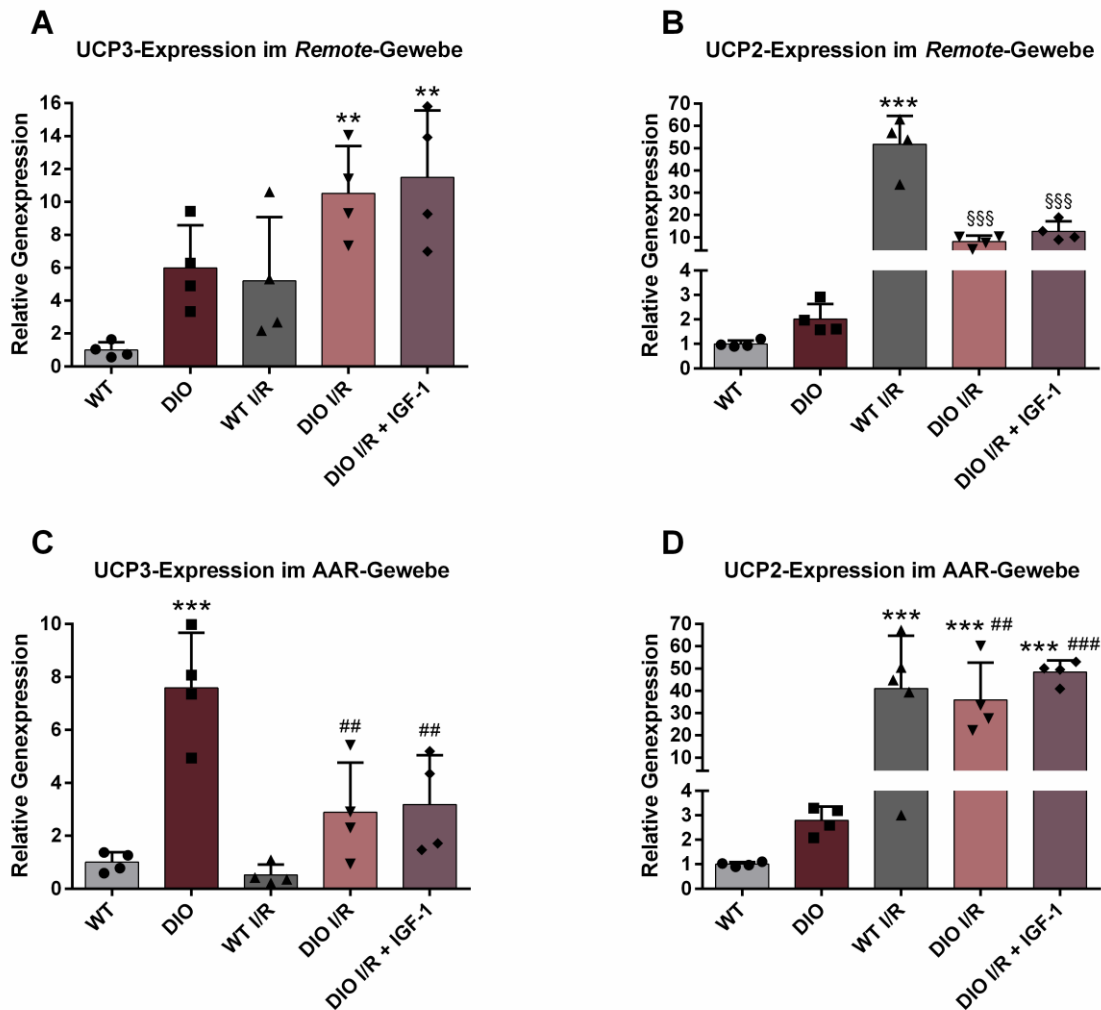 A
UCP3-Expression im Remote-Gewebe
Relative Genexpression
16
14
12
10
8
6
4
2
0
**
**
WT
DIO
WT I/R
DIO I/R
DIO I/R + IGF-1
B
UCP2-Expression im Remote-Gewebe
Relative Genexpression
70
60
50
40
30
20
10
4
3
2
1
0
***
§§§
§§§
WT
DIO
WT I/R
DIO I/R
DIO I/R + IGF-1
C
UCP3-Expression im AAR-Gewebe
Relative Genexpression
10
8
6
4
2
0
***
##
##
WT
DIO
WT I/R
DIO I/R
DIO I/R + IGF-1
D
UCP2-Expression im AAR-Gewebe
Relative Genexpression
70
60
50
40
30
20
10
4
3
2
1
0
***
*** ##
*** ###
WT
DIO
WT I/R
DIO I/R
DIO I/R + IGF-1